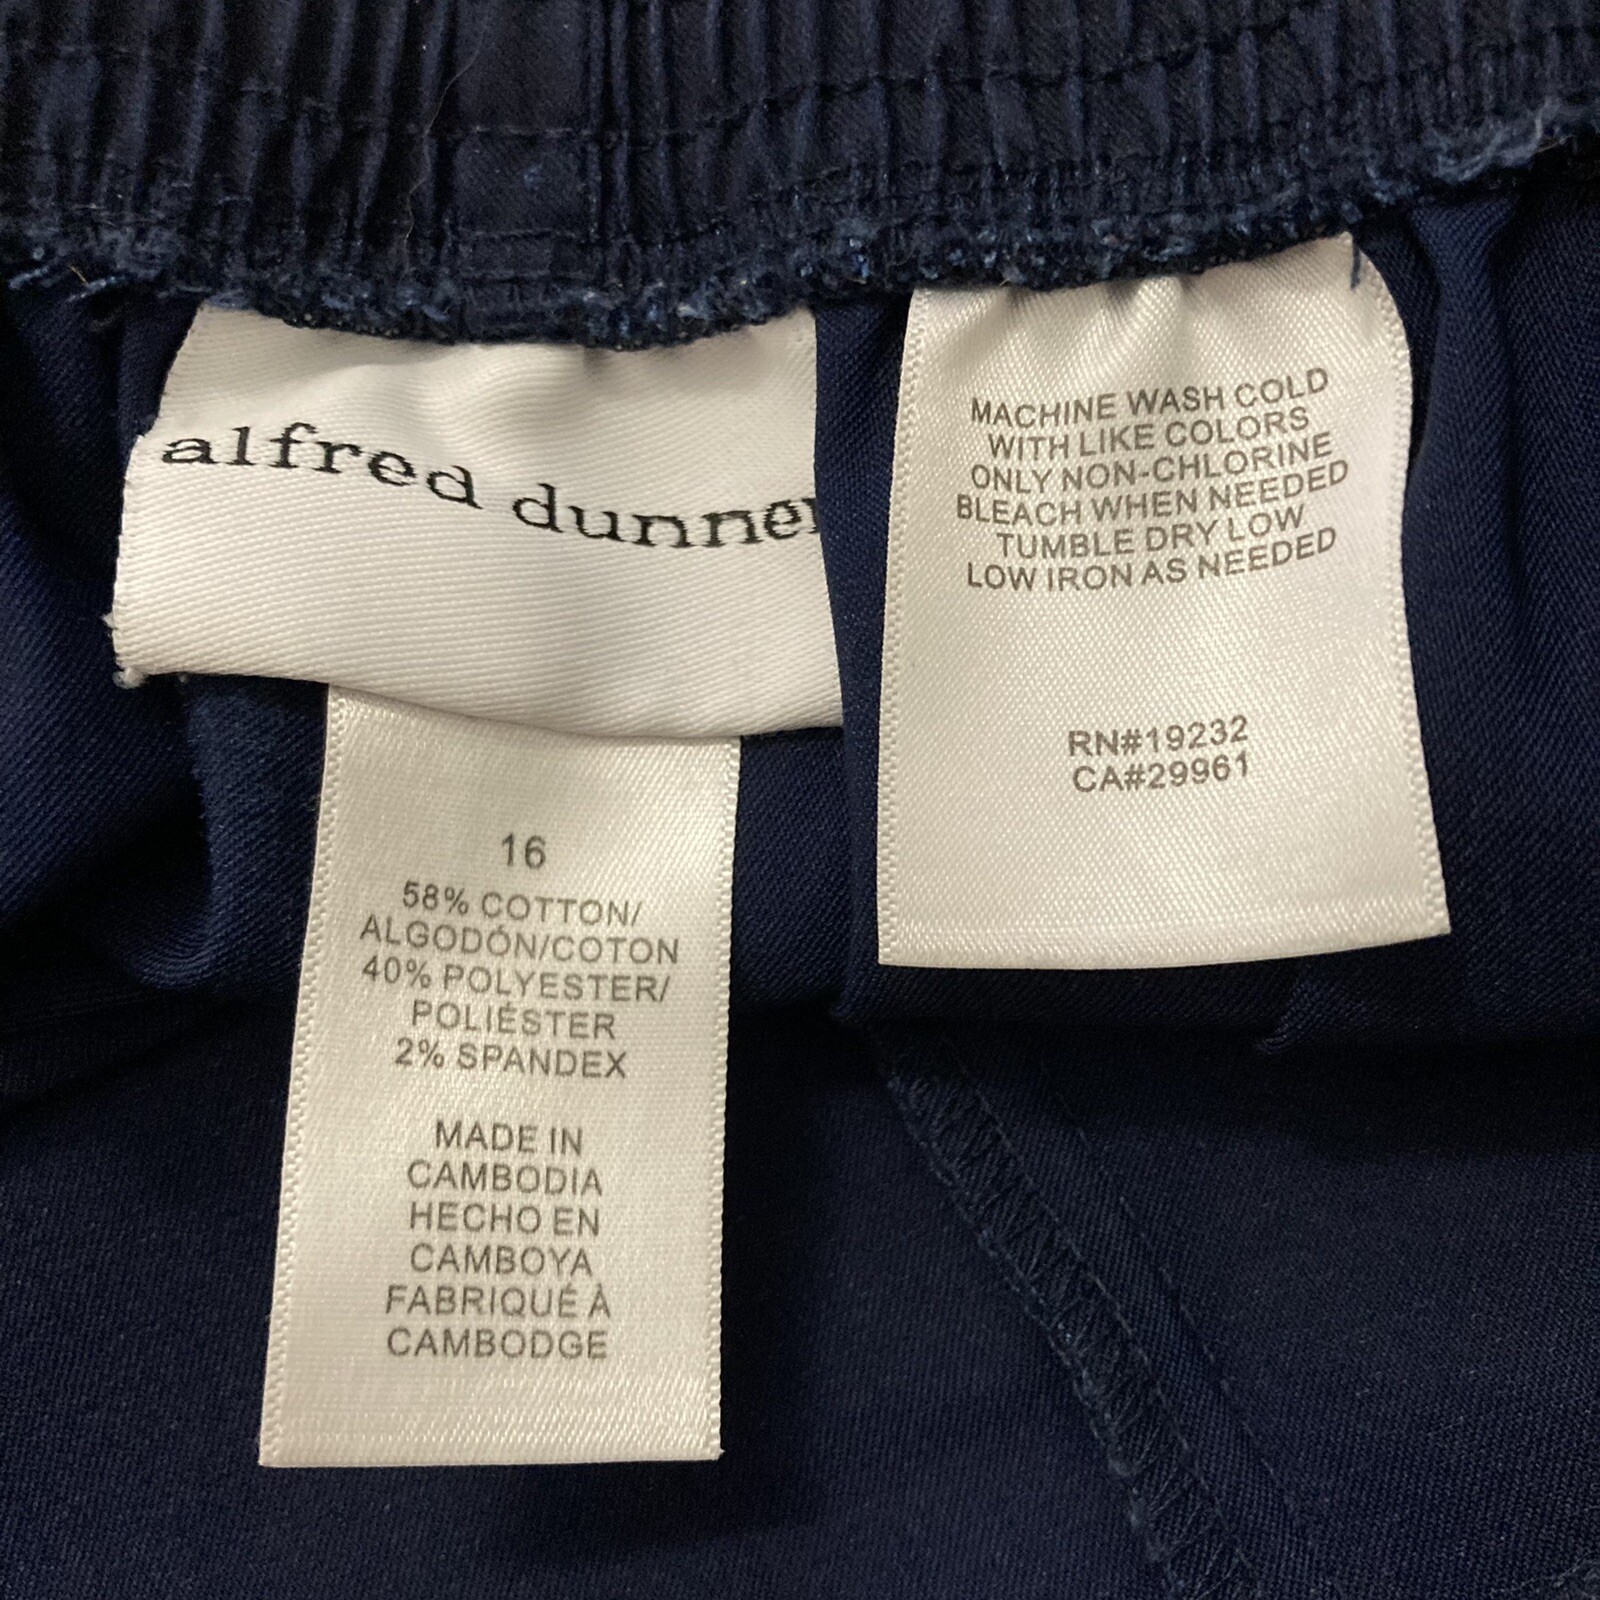 alfred dunner
16
58% COTTON/
ALGODÓN/COTON
40% POLYESTER/
POLIÉSTER
2% SPANDEX
MADE IN
CAMBODIA
HECHO EN
CAMBOYA
FABRIQUÉ À
CAMBODGE
MACHINE WASH COLD
WITH LIKE COLORS
ONLY NON-CHLORINE
BLEACH WHEN NEEDED
TUMBLE DRY LOW
LOW IRON AS NEEDED
RN#19232
CA#29961